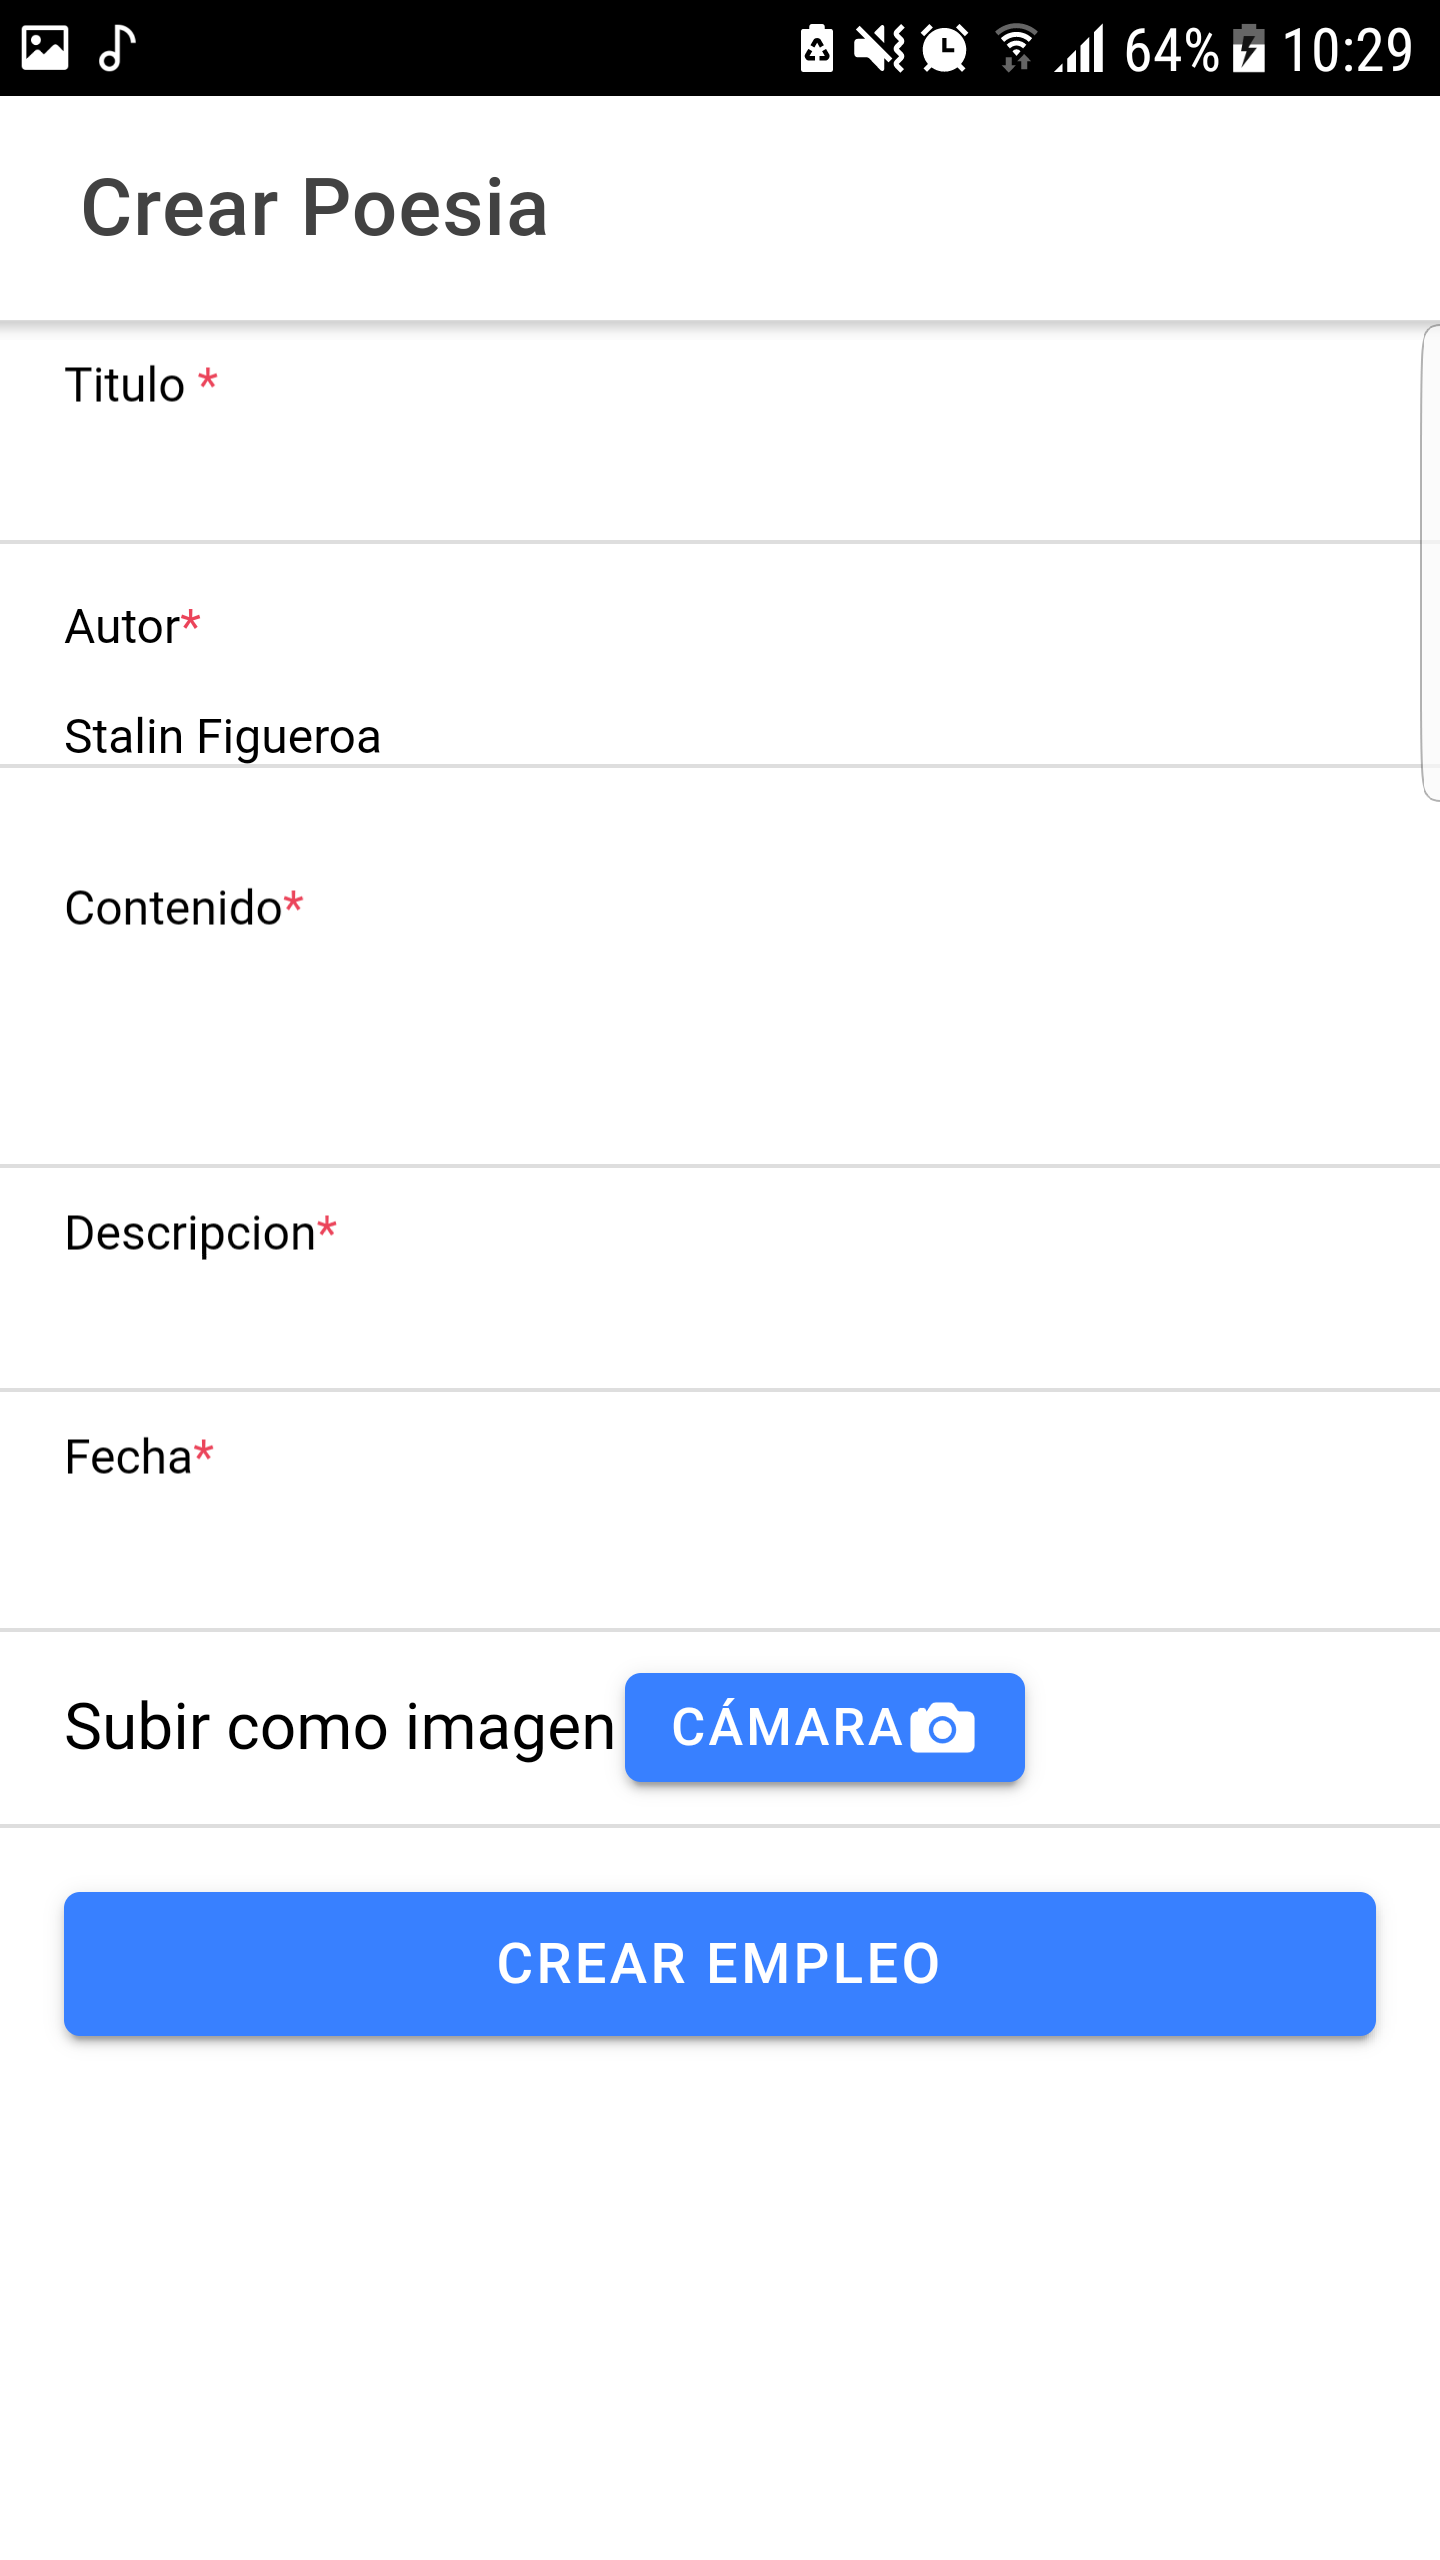 64% 10:29
Crear Poesia
Titulo *
Autor*
Stalin Figueroa
Contenido*
Descripcion*
Fecha*
Subir como imagen CÁMARA
CREAR EMPLEO